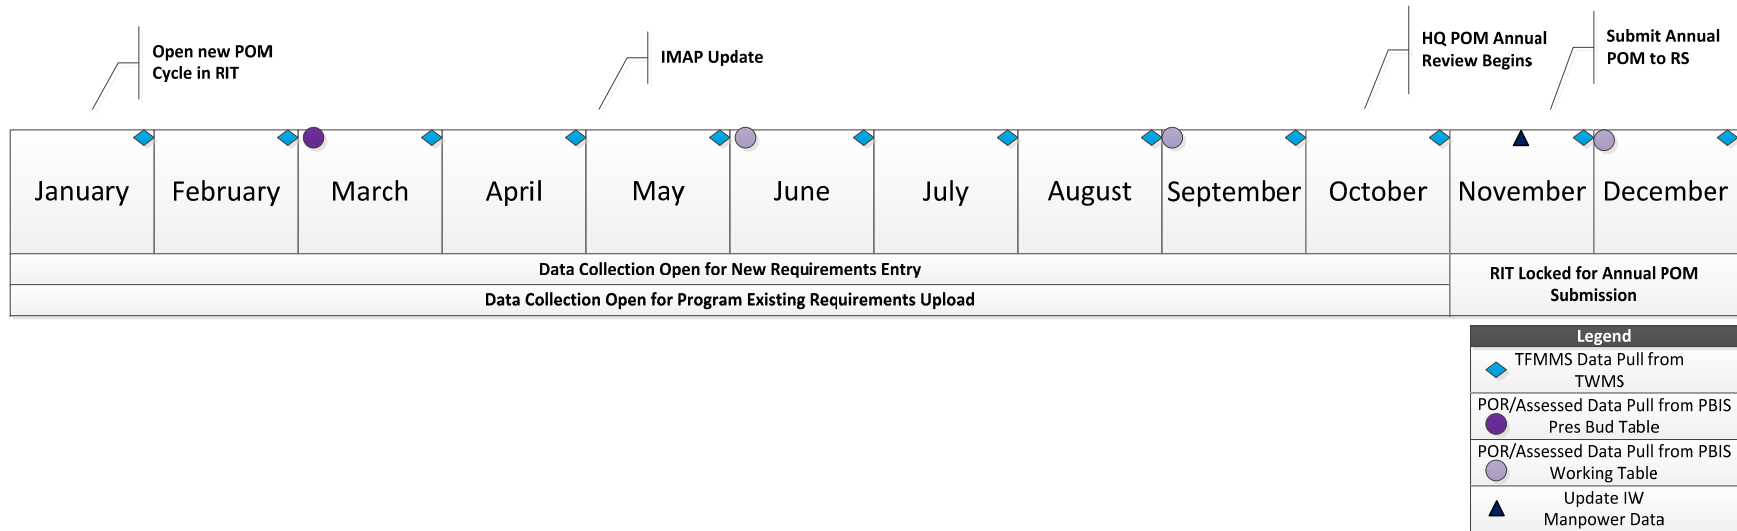 Open new POM
Cycle in RIT
IMAP Update
HQ POM Annual
Review Begins
Submit Annual
POM to RS
January
February
March
April
May
June
July
August
September
October
November
December
Data Collection Open for New Requirements Entry
Data Collection Open for Program Existing Requirements Upload
RIT Locked for Annual POM
Submission
Legend
TFMMS Data Pull from
TWMS
POR/Assessed Data Pull from PBIS
Pres Bud Table
POR/Assessed Data Pull from PBIS
Working Table
Update IW
Manpower Data